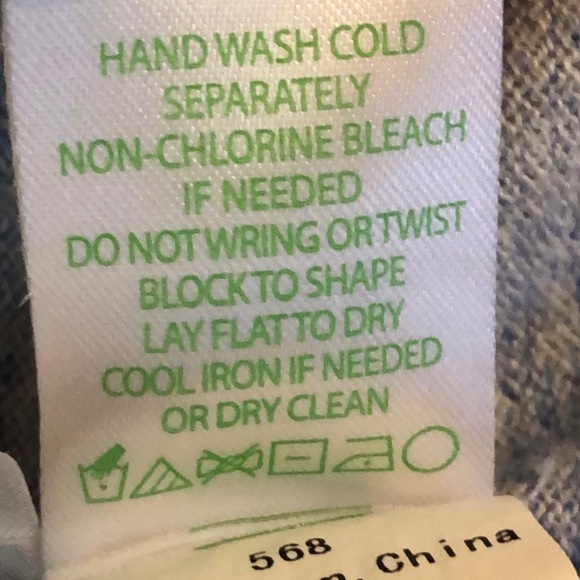 HAND WASH COLD
SEPARATELY
NON-CHLORINE BLEACH
IF NEEDED
DO NOT WRING OR TWIST
BLOCK TO SHAPE
LAY FLAT TO DRY
COOL IRON IF NEEDED
OR DRY CLEAN
568
China